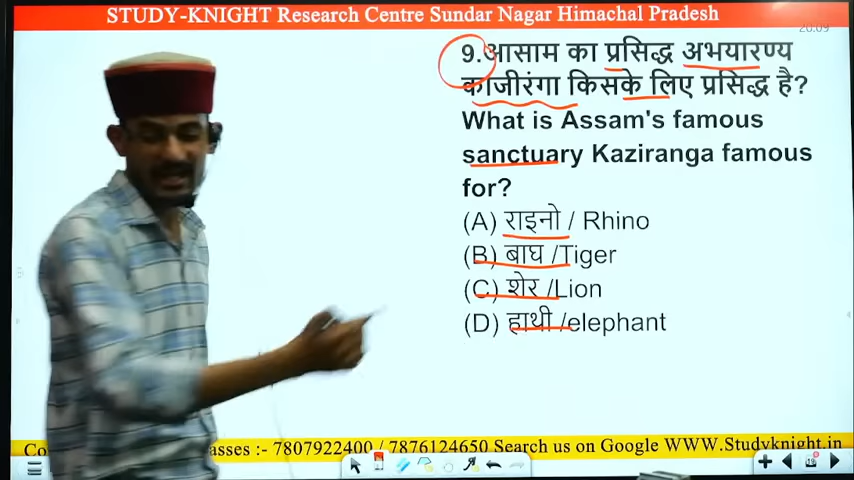 STUDY-KNIGHT Research Centre Sundar Nagar Himachal Pradesh
20:09
9.आसाम का प्रसिद्ध अभयारण्य
काजीरंगा किसके लिए प्रसिद्ध है?
What is Assam's famous
sanctuary Kaziranga famous
for?
(A) राइनो / Rhino
(B) बाघ /Tiger
(C) शेर /Lion
(D) हाथी /elephant
asses :- 7807922400 / 7876124650 Search us on Google WWW.Studyknight.in